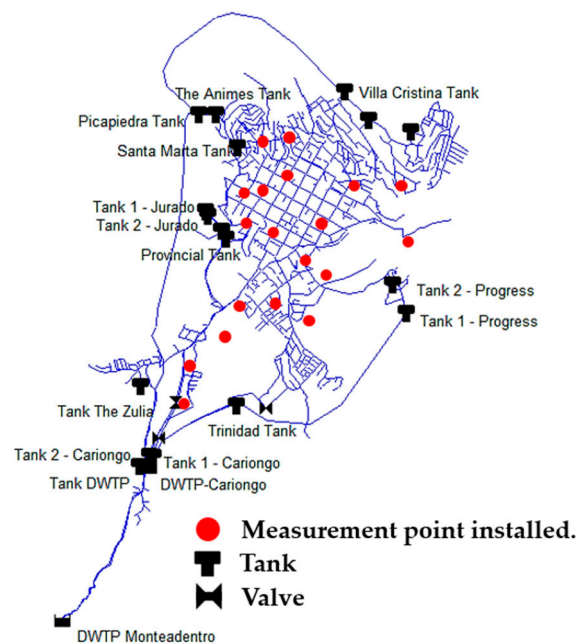 The Animes Tank
Villa Cristina Tank
Picapiedra Tank
Santa Marta Tank
Tank 1 - Jurado
Tank 2 - Jurado
Provincial Tank
Tank 2 - Progress
Tank 1 - Progress
Tank The Zulia
Trinidad Tank
Tank 2 - Cariongo
Tank 1 - Cariongo
Tank DWTP
DWTP-Cariongo
Measurement point installed.
Tank
Valve
DWTP Monteadentro